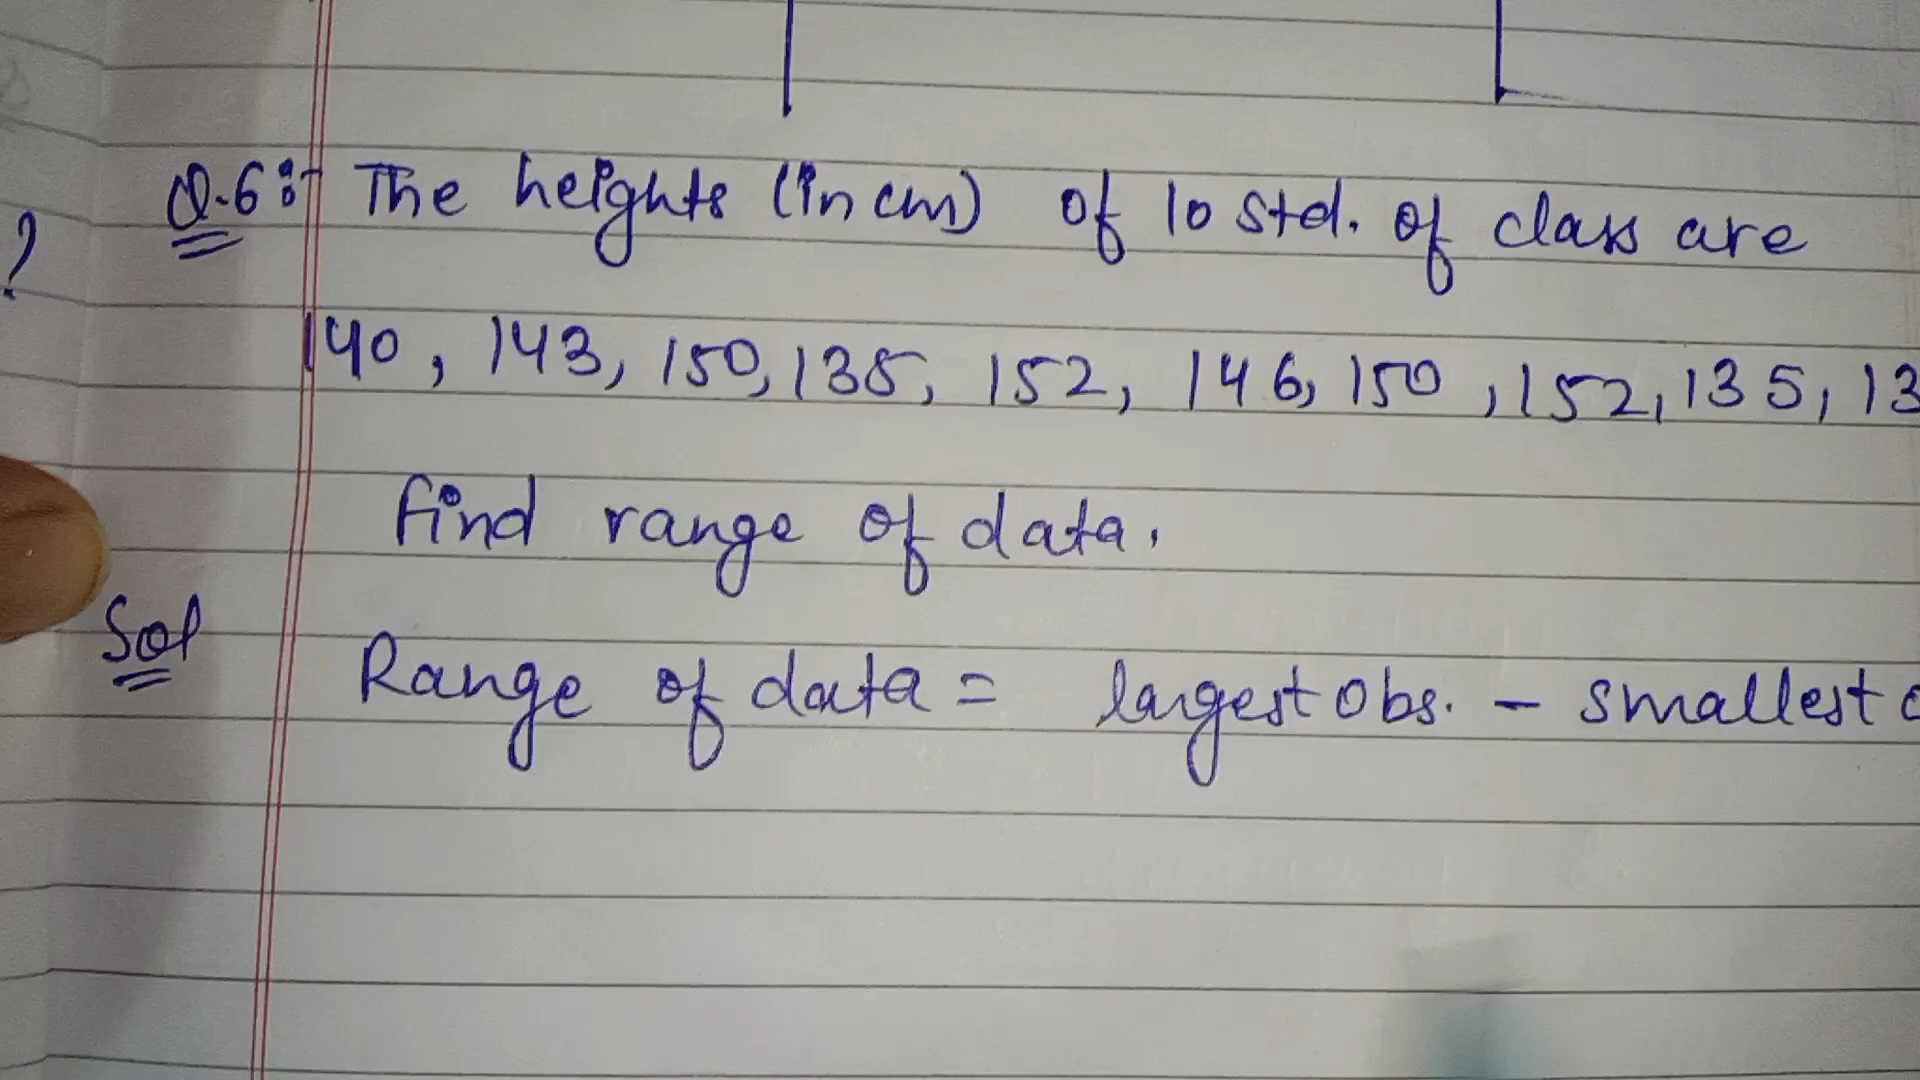 Q.6:- The heights (in cm) of 10 std. of class are
140, 143, 150, 135, 152, 146, 150, 152, 135, 13
find range of data.
Sol Range of data = largest obs. - smallest